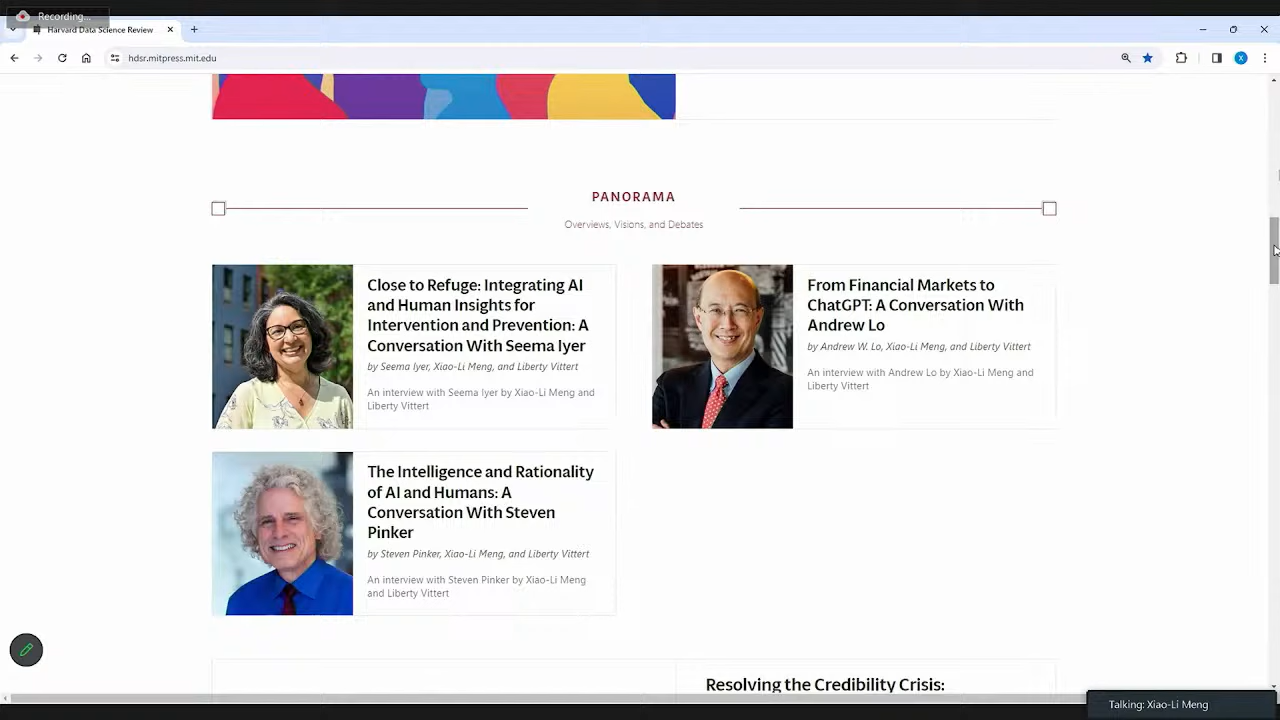 Recording...
Harvard Data Science Review
hdsr.mitpress.mit.edu
X
PANORAMA
Overviews, Visions, and Debates
Close to Refuge: Integrating AI
and Human Insights for
Intervention and Prevention: A
Conversation With Seema Iyer
by Seema Iyer, Xiao-Li Meng, and Liberty Vittert
An interview with Seema Iyer by Xiao-Li Meng and
Liberty Vittert
From Financial Markets to
ChatGPT: A Conversation With
Andrew Lo
by Andrew W. Lo, Xiao-Li Meng, and Liberty Vittert
An interview with Andrew Lo by Xiao-Li Meng and
Liberty Vittert
The Intelligence and Rationality
of AI and Humans: A
Conversation With Steven
Pinker
by Steven Pinker, Xiao-Li Meng, and Liberty Vittert
An interview with Steven Pinker by Xiao-Li Meng
and Liberty Vittert
Resolving the Credibility Crisis:
Talking: Xiao-Li Meng